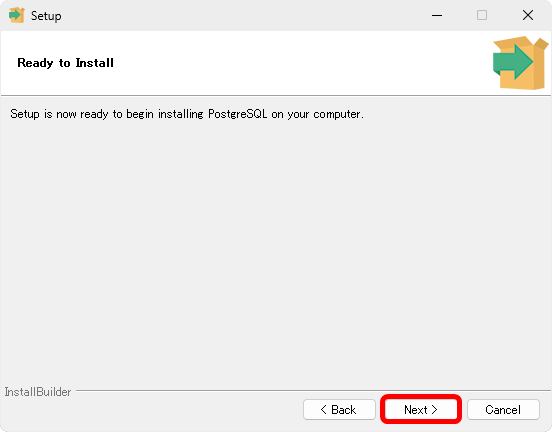 Setup
Ready to Install
Setup is now ready to begin installing PostgreSQL on your computer.
InstallBuilder
< Back
Next >
Cancel